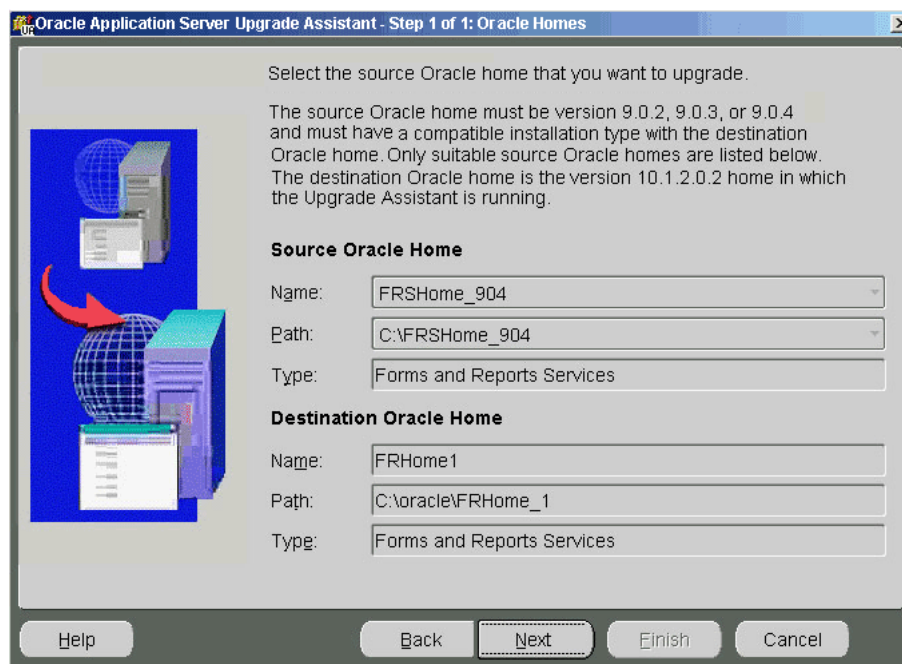 Oracle Application Server Upgrade Assistant - Step 1 of 1: Oracle Homes
Select the source Oracle home that you want to upgrade.
The source Oracle home must be version 9.0.2, 9.0.3, or 9.0.4
and must have a compatible installation type with the destination
Oracle home. Only suitable source Oracle homes are listed below.
The destination Oracle home is the version 10.1.2.0.2 home in which
the Upgrade Assistant is running.
Source Oracle Home
Name: FRSHome_904
Path: C:\FRSHome_904
Type: Forms and Reports Services
Destination Oracle Home
Name: FRHome1
Path: C:\oracle\FRHome_1
Type: Forms and Reports Services
Help Back Next Finish Cancel